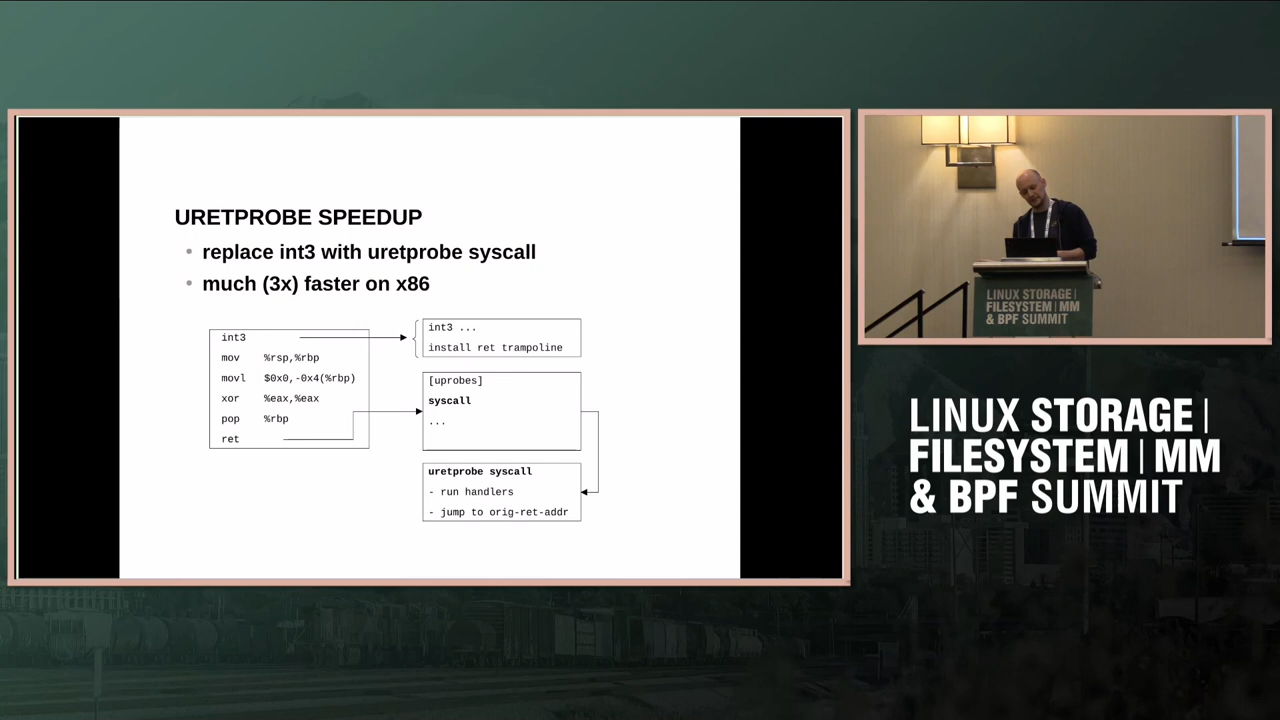 URETPROBE SPEEDUP
• replace int3 with uretprobe syscall
• much (3x) faster on x86
int3
mov %rsp,%rbp
movl $0x0,-0x4(%rbp)
xor %eax,%eax
pop %rbp
ret
int3 ...
install ret trampoline
[uprobes]
syscall
...
uretprobe syscall
- run handlers
- jump to orig-ret-addr
LINUX STORAGE |
FILESYSTEM | MM
& BPF SUMMIT
LINUX STORAGE |
FILESYSTEM | MM
& BPF SUMMIT